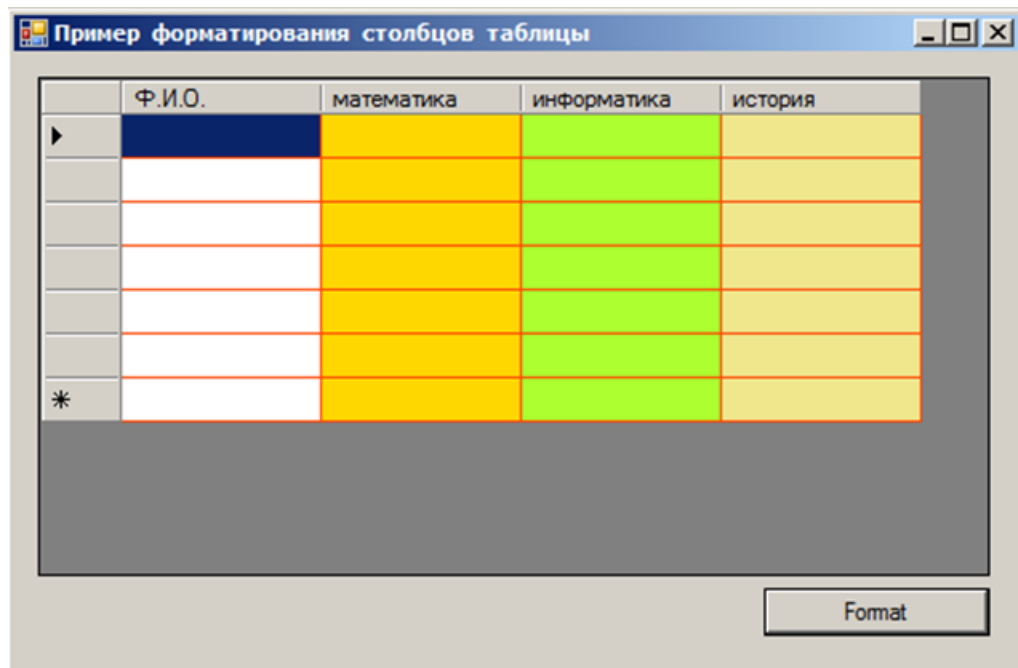 Пример форматирования столбцов таблицы
Ф.И.О. математика информатика история
Format